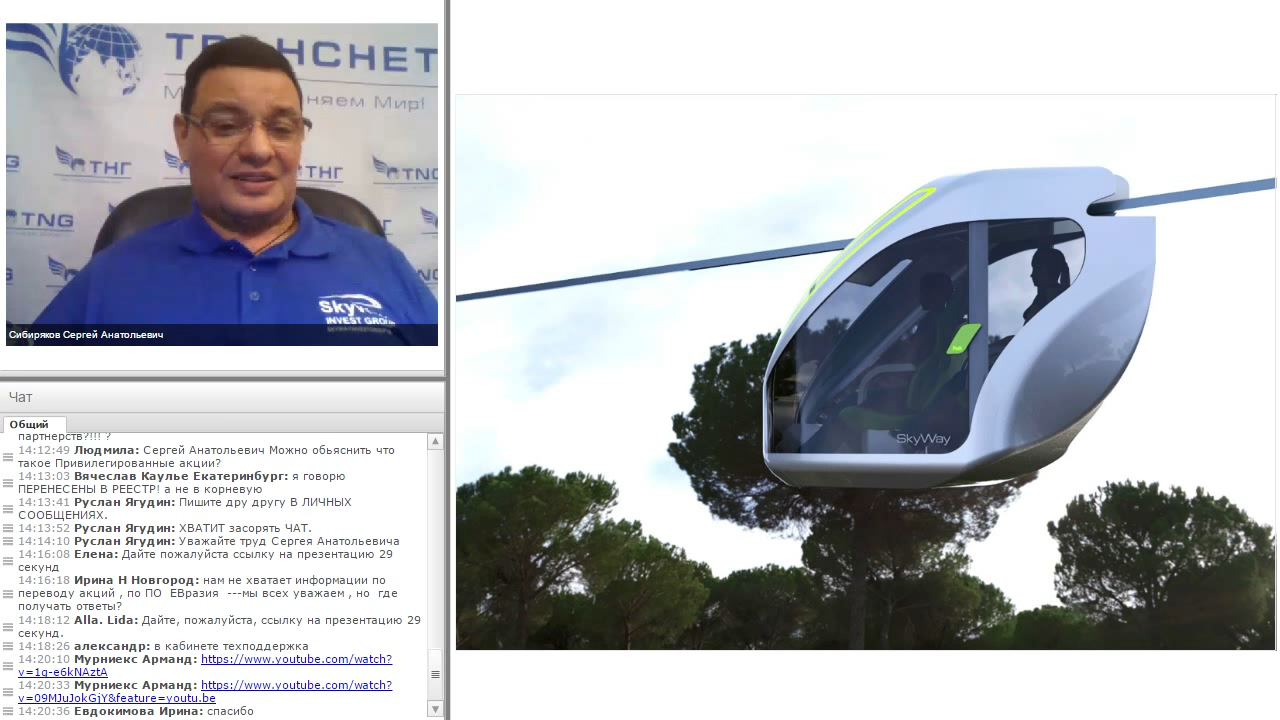 ТРАНСНЕТ
Мир!
ТНГ
TNG
TNG
TNG
Sky
INVEST GROUP
Сибиряков Сергей Анатольевич
SkyWay
Чат
Общий
партнерств?!!! ?
14:12:49 Людмила: Сергей Анатольевич Можно обьяснить что
такое Привилегированные акции?
14:13:03 Вячеслав Каулье Екатеринбург: я говорю
ПЕРЕНЕСЕНЫ В РЕЕСТР! а не в корневую
14:13:41 Руслан Ягудин: Пишите дру другу В ЛИЧНЫХ
СООБЩЕНИЯХ.
14:13:52 Руслан Ягудин: ХВАТИТ засорять ЧАТ.
14:14:10 Руслан Ягудин: Уважайте труд Сергея Анатольевича
14:16:08 Елена: Дайте пожалуйста ссылку на презентацию 29
секунд
14:16:18 Ирина Н Новгород: нам не хватает информации по
переводу акций , по ПО ЕВразия ---мы всех уважаем , но где
получать ответы?
14:18:12 Alla. Lida: Дайте, пожалуйста, ссылку на презентацию 29
секунд.
14:18:26 александр: в кабинете техподдержка
14:20:10 Мурниекс Арманд: https://www.youtube.com/watch?
v=1g-e6kNAztA
14:20:33 Мурниекс Арманд: https://www.youtube.com/watch?
v=09MJuJokGjY&feature=youtu.be
14:20:36 Евдокимова Ирина: спасибо